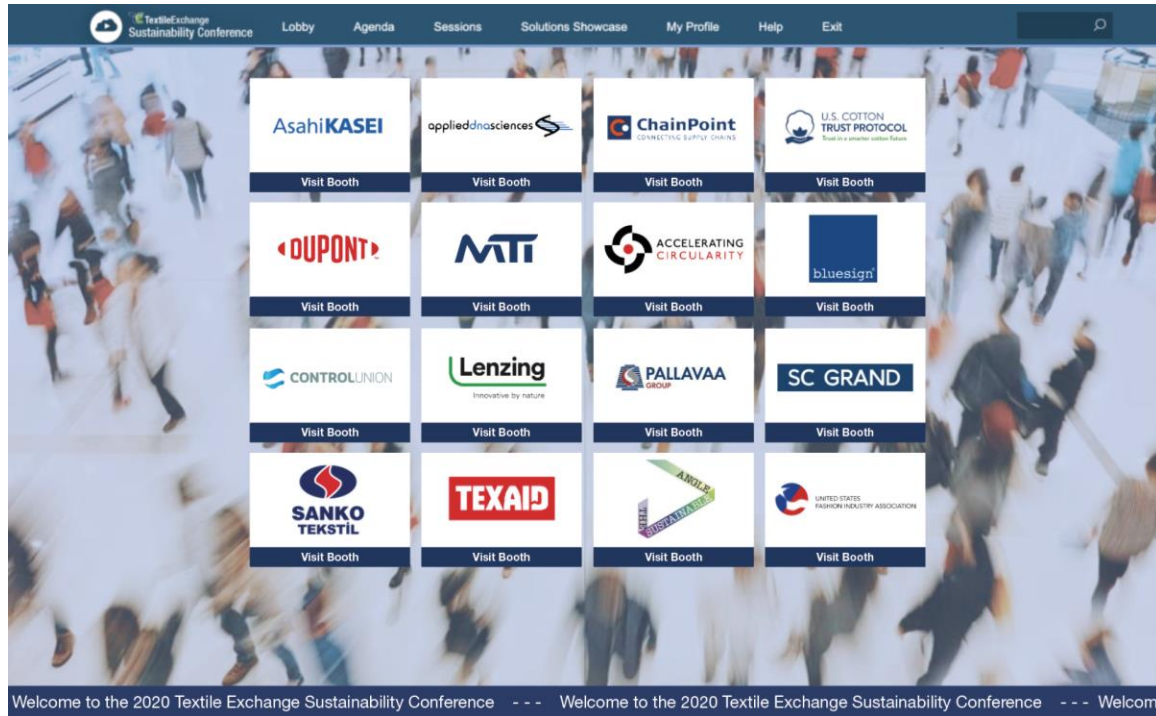 TextileExchange
Sustainability Conference
Lobby
Agenda
Sessions
Solutions Showcase
My Profile
Help
Exit
AsahiKASEI
applieddnasciences
ChainPoint
CONNECTING SUPPLY CHAINS
U.S. COTTON
TRUST PROTOCOL
Trust in a smarter cotton future
Visit Booth
Visit Booth
Visit Booth
Visit Booth
DUPONT
MTI
ACCELERATING
CIRCULARITY
bluesign®
Visit Booth
Visit Booth
Visit Booth
Visit Booth
CONTROLUNION
Lenzing
Innovative by nature
PALLAVAA
GROUP
SC GRAND
Visit Booth
Visit Booth
Visit Booth
Visit Booth
SANKO
TEKSTİL
TEXAID
THE
SUSTAINABLE
ANGLE
UNITED STATES
FASHION INDUSTRY ASSOCIATION
Visit Booth
Visit Booth
Visit Booth
Visit Booth
Welcome to the 2020 Textile Exchange Sustainability Conference --- Welcome to the 2020 Textile Exchange Sustainability Conference --- Welcom